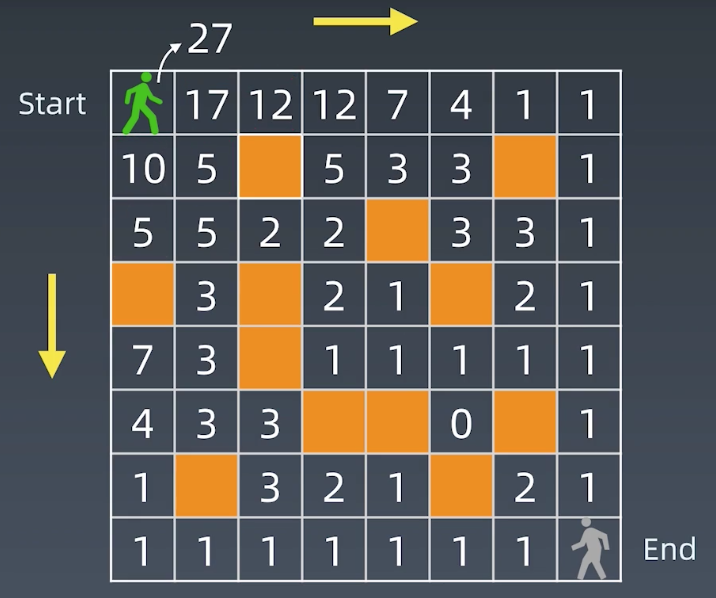 27
Start 17 12 12 7 4 1 1
10 5 5 3 3 1
5 5 2 2 3 3 1
3 2 1 2 1
7 3 1 1 1 1 1
4 3 3 0 1
1 3 2 1 2 1
1 1 1 1 1 1 1 End